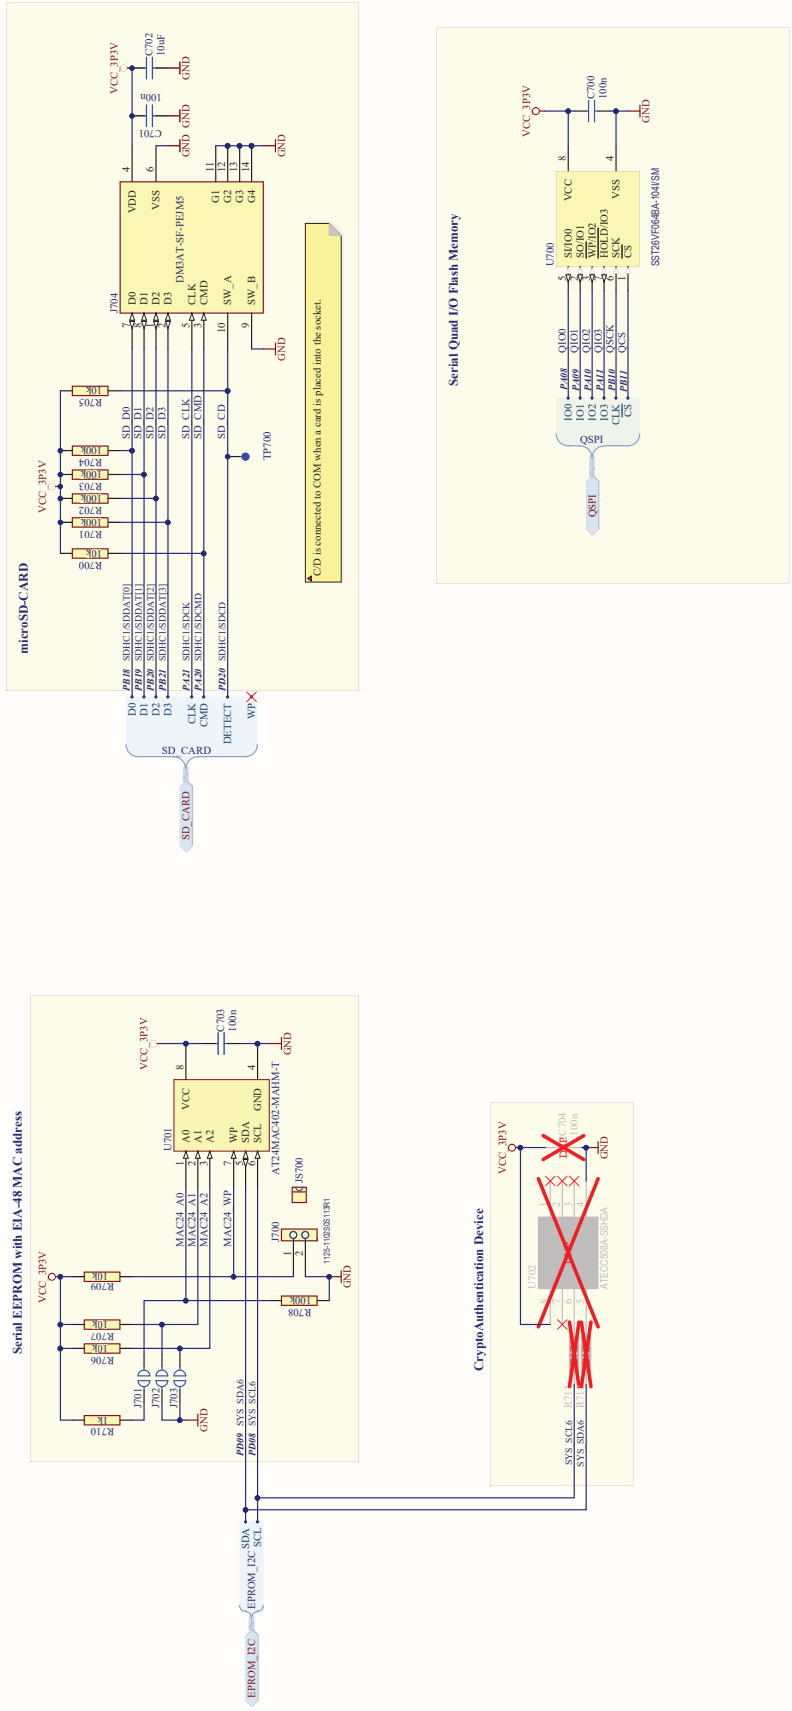 Serial EEPROM with EIA-48 MAC address
VCC_3P3V
R710
1k
R706
10k
R707
10k
R709
10k
J701
J702
J703
GND
R708
100k
GND
J700
1
2
1125-1102S0S113R1
JS700
MAC24_A0
MAC24_A1
MAC24_A2
MAC24_WP
PD09 SYS_SDA6
PD08 SYS_SCL6
U701
1 A0
2 A1
3 A2
7 WP
5 SDA
6 SCL
VCC 8
GND 4
AT24MAC402-MAHM-T
VCC_3P3V
C703
100n
GND
SDA
SCL
EPROM_I2C
EPROM_I2C
microSD-CARD
VCC_3P3V
R700
10k
R701
100k
R702
100k
R703
100k
R704
100k
R705
10k
PB18 SDHC1/SDDAT[0] SD_D0
PB19 SDHC1/SDDAT[1] SD_D1
PB20 SDHC1/SDDAT[2] SD_D2
PB21 SDHC1/SDDAT[3] SD_D3
PA21 SDHC1/SDCK SD_CLK
PA20 SDHC1/SDCMD SD_CMD
PD20 SDHC1/SDCD SD_CD
D0
D1
D2
D3
CLK
CMD
DETECT
WP
SD_CARD
SD_CARD
TP700
J704
7 D0
8 D1
1 D2
2 D3
5 CLK
3 CMD
10 SW_A
9 SW_B
GND
VDD 4
VSS 6
G1 11
G2 12
G3 13
G4 14
DM3AT-SF-PEJM5
VCC_3P3V
C702
10uF
GND
C701
100n
GND
GND
GND
C/D is connected to COM when a card is placed into the socket.
CryptoAuthentication Device
VCC_3P3V
GND
U702
ATECC508A-SSHDA
SYS_SCL6
SYS_SDA6
Serial Quad I/O Flash Memory
QSPI
QSPI
IO0
IO1
IO2
IO3
CLK
CS
PA08 QIO0
PA09 QIO1
PA10 QIO2
PA11 QIO3
PB10 QSCK
PB11 QCS
U700
5 SI/IO0
2 SO/IO1
3 WP/IO2
7 HOLD/IO3
6 SCK
1 CS
VCC 8
VSS 4
SST26VF064BA-104I/SM
VCC_3P3V
C700
100n
GND